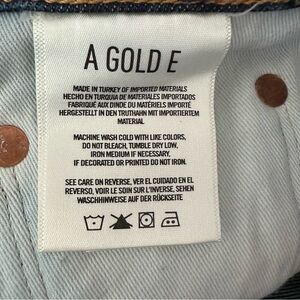 A GOLD E
MADE IN TURKEY OF IMPORTED MATERIALS
HECHO EN TURQUIA DE MATERIALES IMPORTADOS
FABRIQUÉ AUX DINDE DU MATÉRIELS IMPORTÉ
HERGESTELLT IN DEN TRUTHAHN MIT IMPORTIERTEM
MATERIAL
MACHINE WASH COLD WITH LIKE COLORS,
DO NOT BLEACH, TUMBLE DRY LOW,
IRON MEDIUM IF NECESSARY,
IF DECORATED OR PRINTED DO NOT IRON.
SEE CARE ON REVERSE, VER EL CUIDADO EN EL
REVERSO, VOIR LE SOIN SUR L'INVERSE, SEHEN
WASCHHINWEISE AUF DER RÜCKSEITE